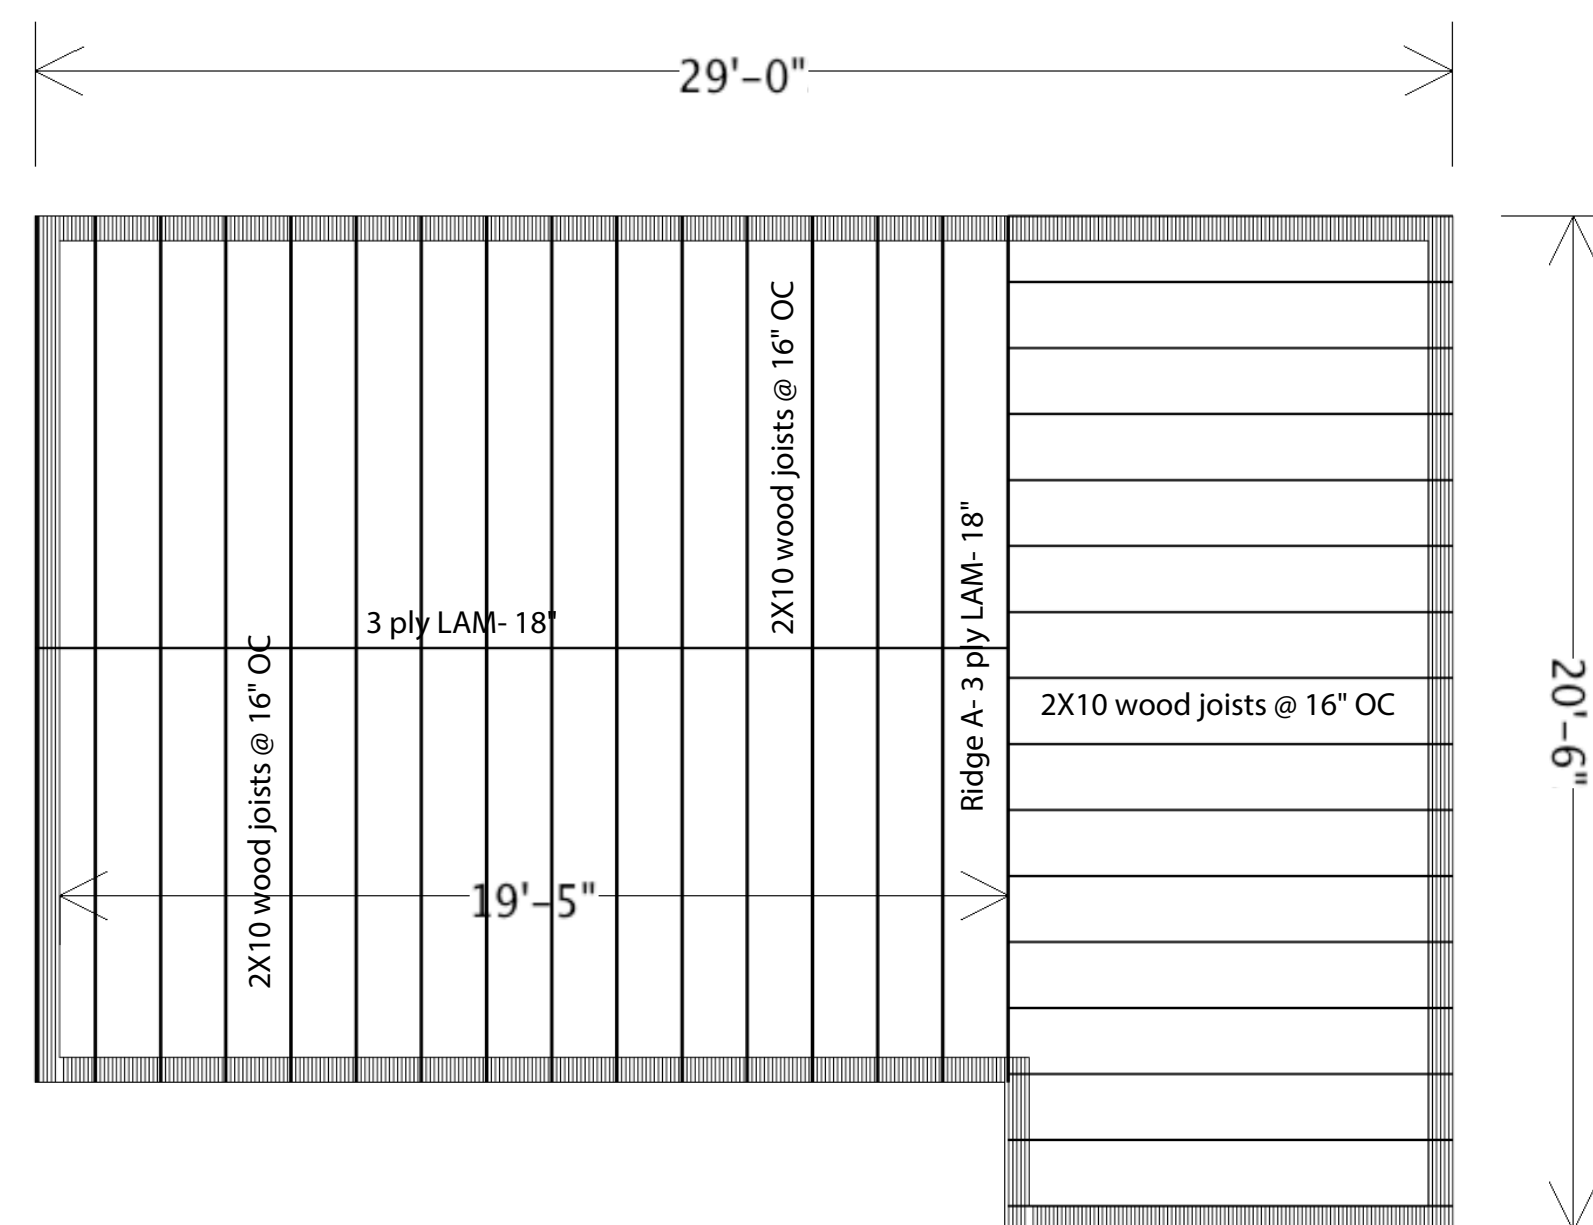 29'-0"
2X10 wood joists @ 16" OC
Ridge A- 3 ply LAM- 18"
3 ply LAM- 18"
2X10 wood joists @ 16" OC
2X10 wood joists @ 16" OC
20'-6"
19'-5"